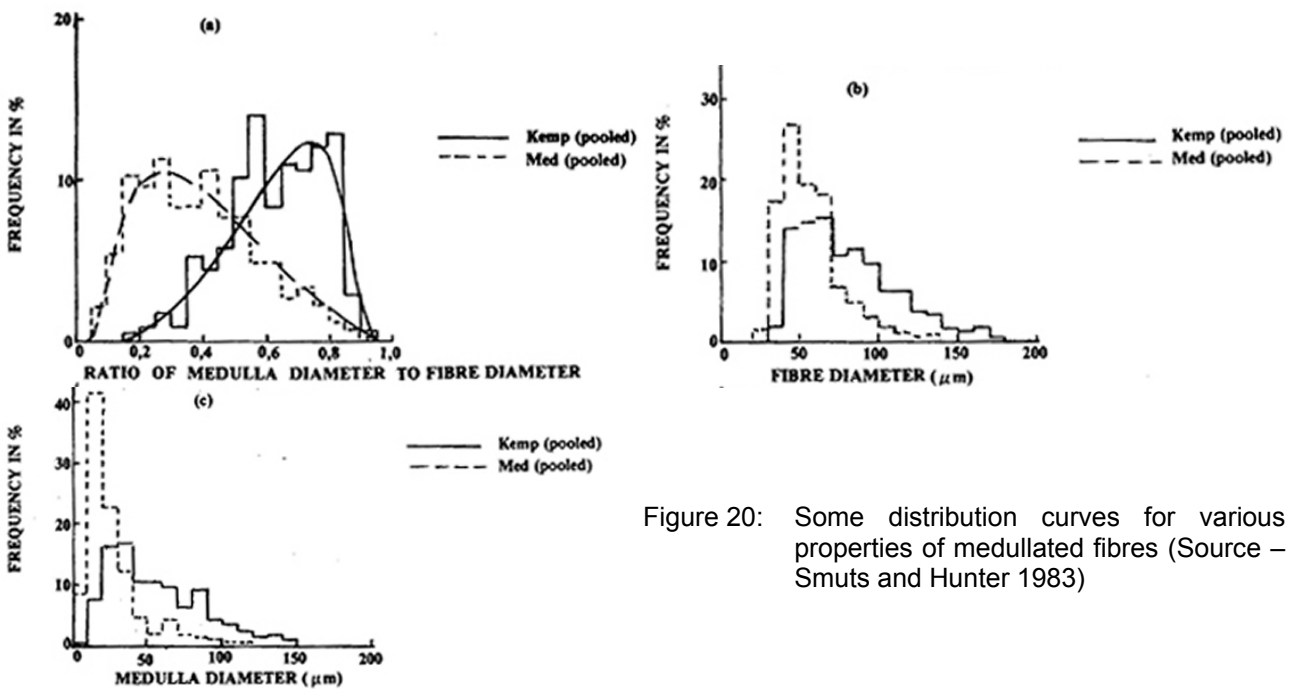 (a)
20
10
0
FREQUENCY IN %
Kemp (pooled)
Med (pooled)
0 0,2 0,4 0,6 0,8 1,0
RATIO OF MEDULLA DIAMETER TO FIBRE DIAMETER
(b)
30
20
10
0
FREQUENCY IN %
Kemp (pooled)
Med (pooled)
0 50 100 150 200
FIBRE DIAMETER (μm)
(c)
40
30
20
10
0
FREQUENCY IN %
Kemp (pooled)
Med (pooled)
0 50 100 150 200
MEDULLA DIAMETER (μm)
Figure 20: Some distribution curves for various
properties of medullated fibres (Source –
Smuts and Hunter 1983)